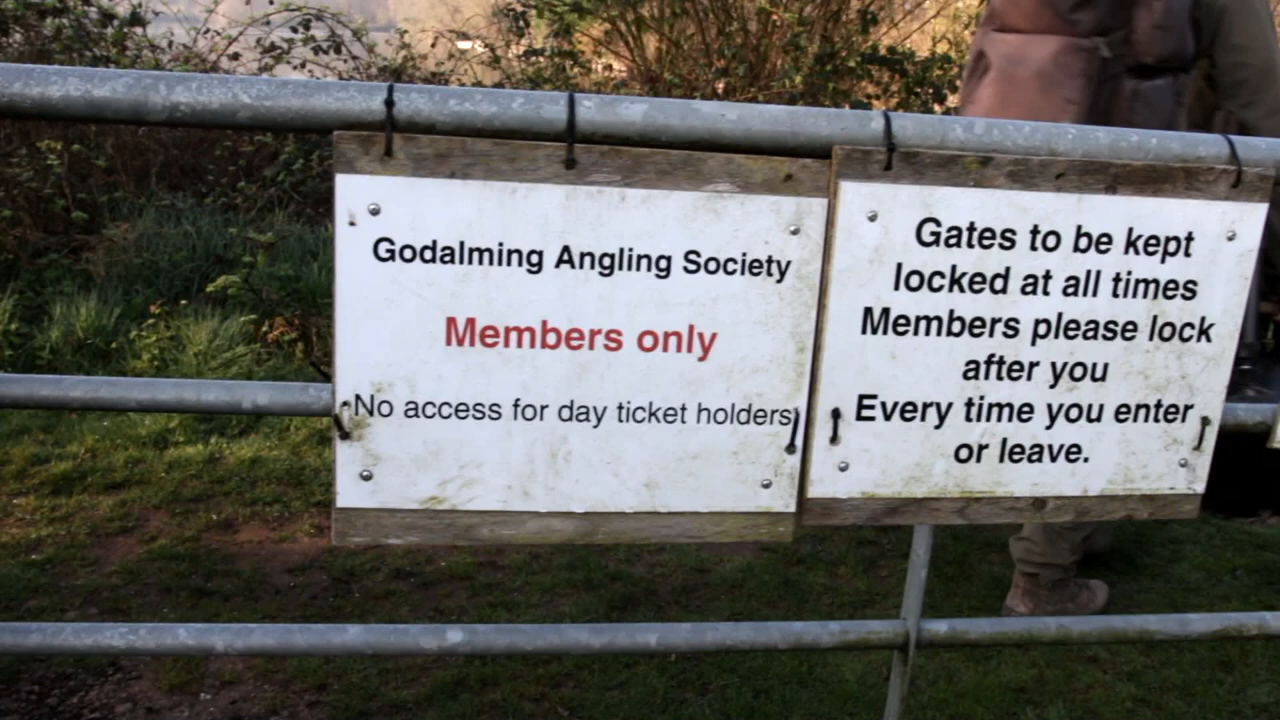 Godalming Angling Society
Members only
No access for day ticket holders
Gates to be kept
locked at all times
Members please lock
after you
Every time you enter
or leave.